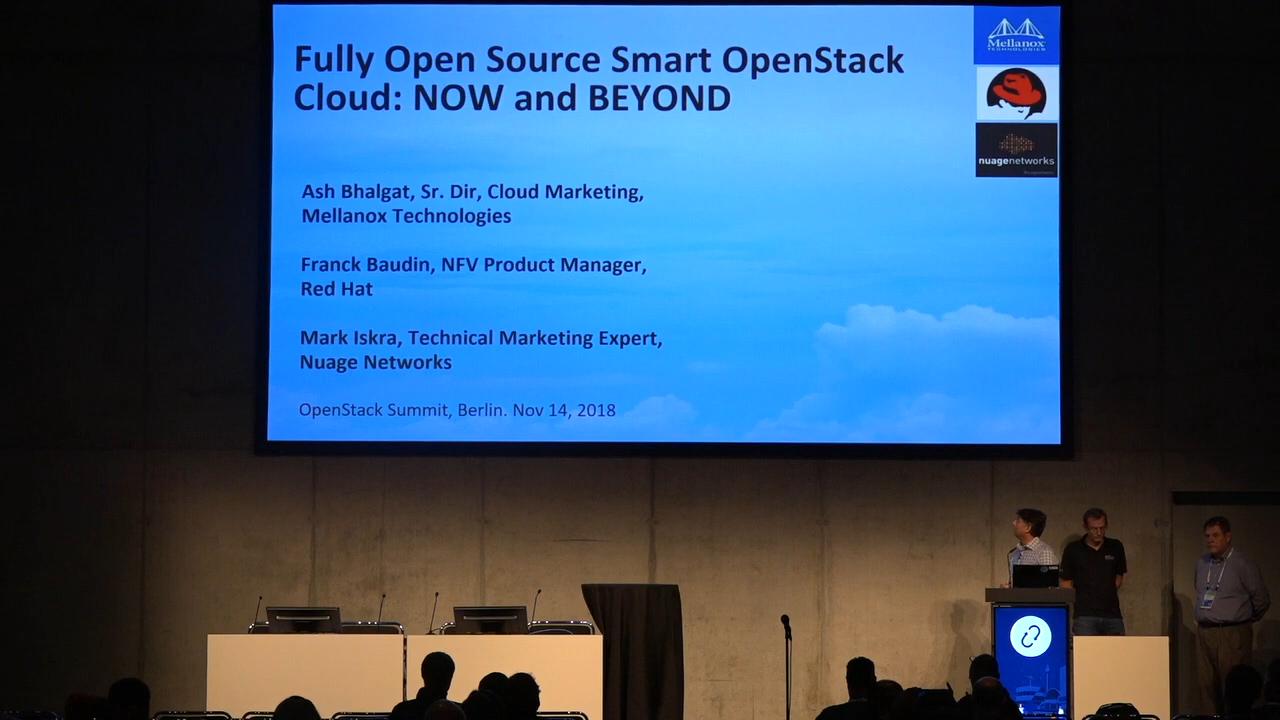 Fully Open Source Smart OpenStack
Cloud: NOW and BEYOND
Mellanox
TECHNOLOGIES
nuagenetworks
Ash Bhalgat, Sr. Dir, Cloud Marketing,
Mellanox Technologies
Franck Baudin, NFV Product Manager,
Red Hat
Mark Iskra, Technical Marketing Expert,
Nuage Networks
OpenStack Summit, Berlin. Nov 14, 2018